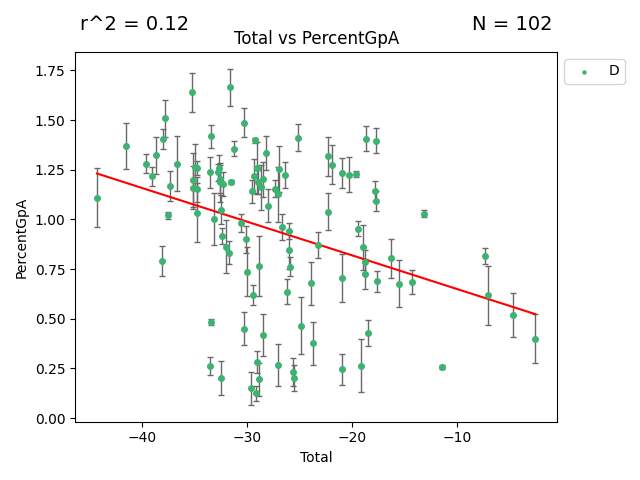 r^2 = 0.12 N = 102
Total vs PercentGpA
D
PercentGpA
1.75
1.50
1.25
1.00
0.75
0.50
0.25
0.00
−40 −30 −20 −10
Total